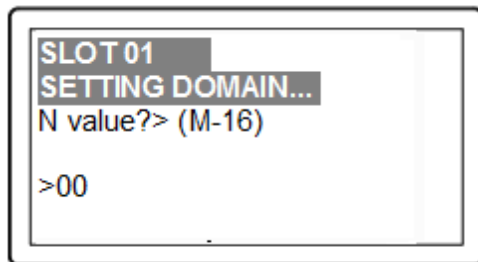 SLOT 01
SETTING DOMAIN...
N value?> (M-16)
>00